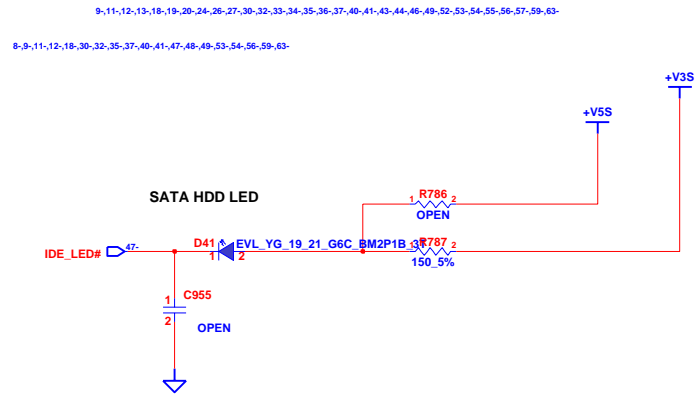 9-,11-,12-,13-,18-,19-,20-,24-,26-,27-,30-,32-,33-,34-,35-,36-,37-,40-,41-,43-,44-,46-,49-,52-,53-,54-,55-,56-,57-,59-,63-
8-,9-,11-,12-,18-,30-,32-,35-,37-,40-,41-,47-,48-,49-,53-,54-,56-,59-,63-
+V3S
+V5S
SATA HDD LED
1 R786 2
OPEN
IDE_LED# 47- D41 EVL_YG_19_21_G6C_BM2P1B_3T 1 R787 2
1 2
150_5%
1 C955
2
OPEN